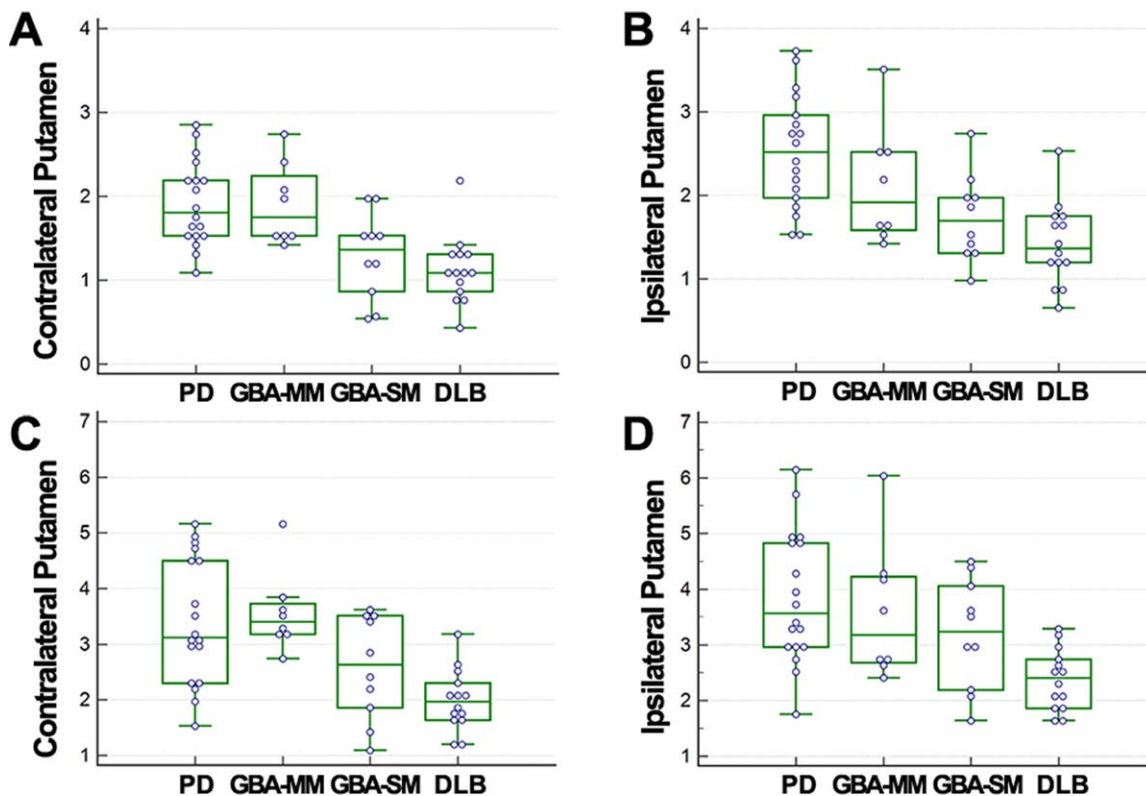 A
Contralateral Putamen
4
3
2
1
0
PD GBA-MM GBA-SM DLB
B
Ipsilateral Putamen
4
3
2
1
0
PD GBA-MM GBA-SM DLB
C
Contralateral Putamen
7
6
5
4
3
2
1
PD GBA-MM GBA-SM DLB
D
Ipsilateral Putamen
7
6
5
4
3
2
1
PD GBA-MM GBA-SM DLB